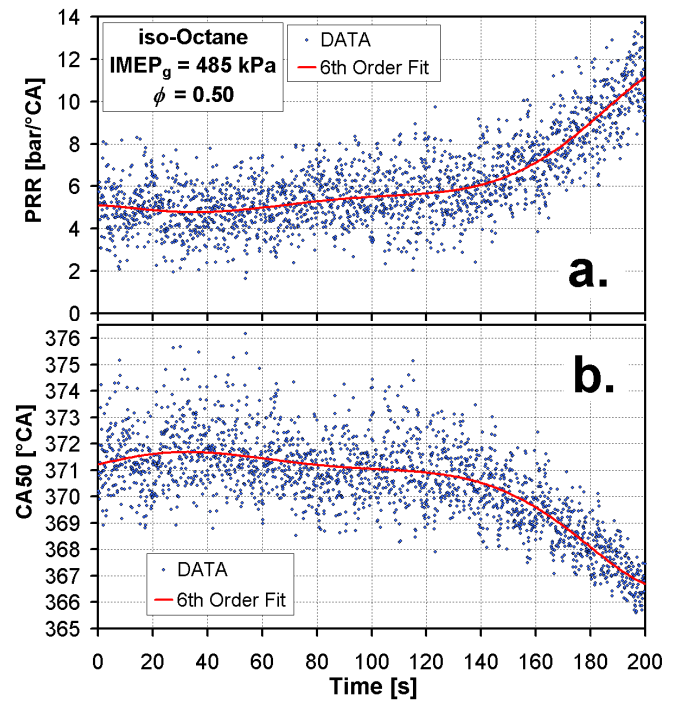 14
12
10
8
6
4
2
0
PRR [bar/°CA]
iso-Octane
IMEPg = 485 kPa
ϕ = 0.50
DATA
6th Order Fit
a.
376
375
374
373
372
371
370
369
368
367
366
365
CA50 [°CA]
b.
DATA
6th Order Fit
0 20 40 60 80 100 120 140 160 180 200
Time [s]